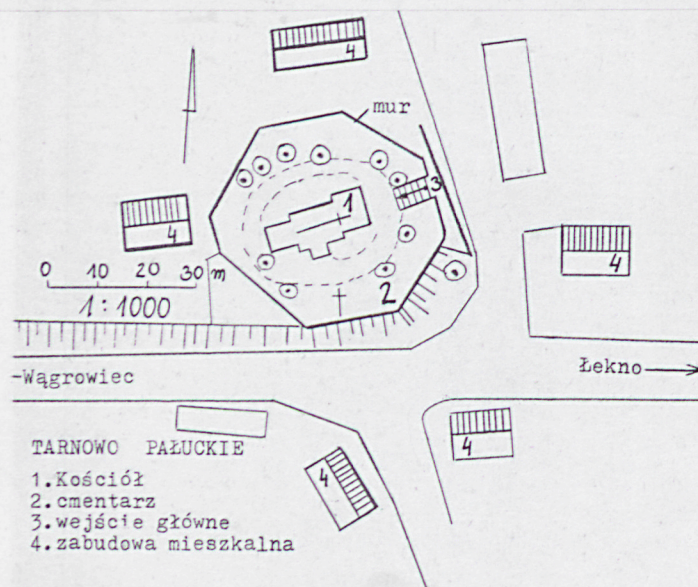 4
mur
3
1
4
0 10 20 30 m
1:1000
2
4
-Wągrowiec
Łekno
TARNOWO PAŁUCKIE
1.Kościół
2.cmentarz
3.wejście główne
4.zabudowa mieszkalna
4
4